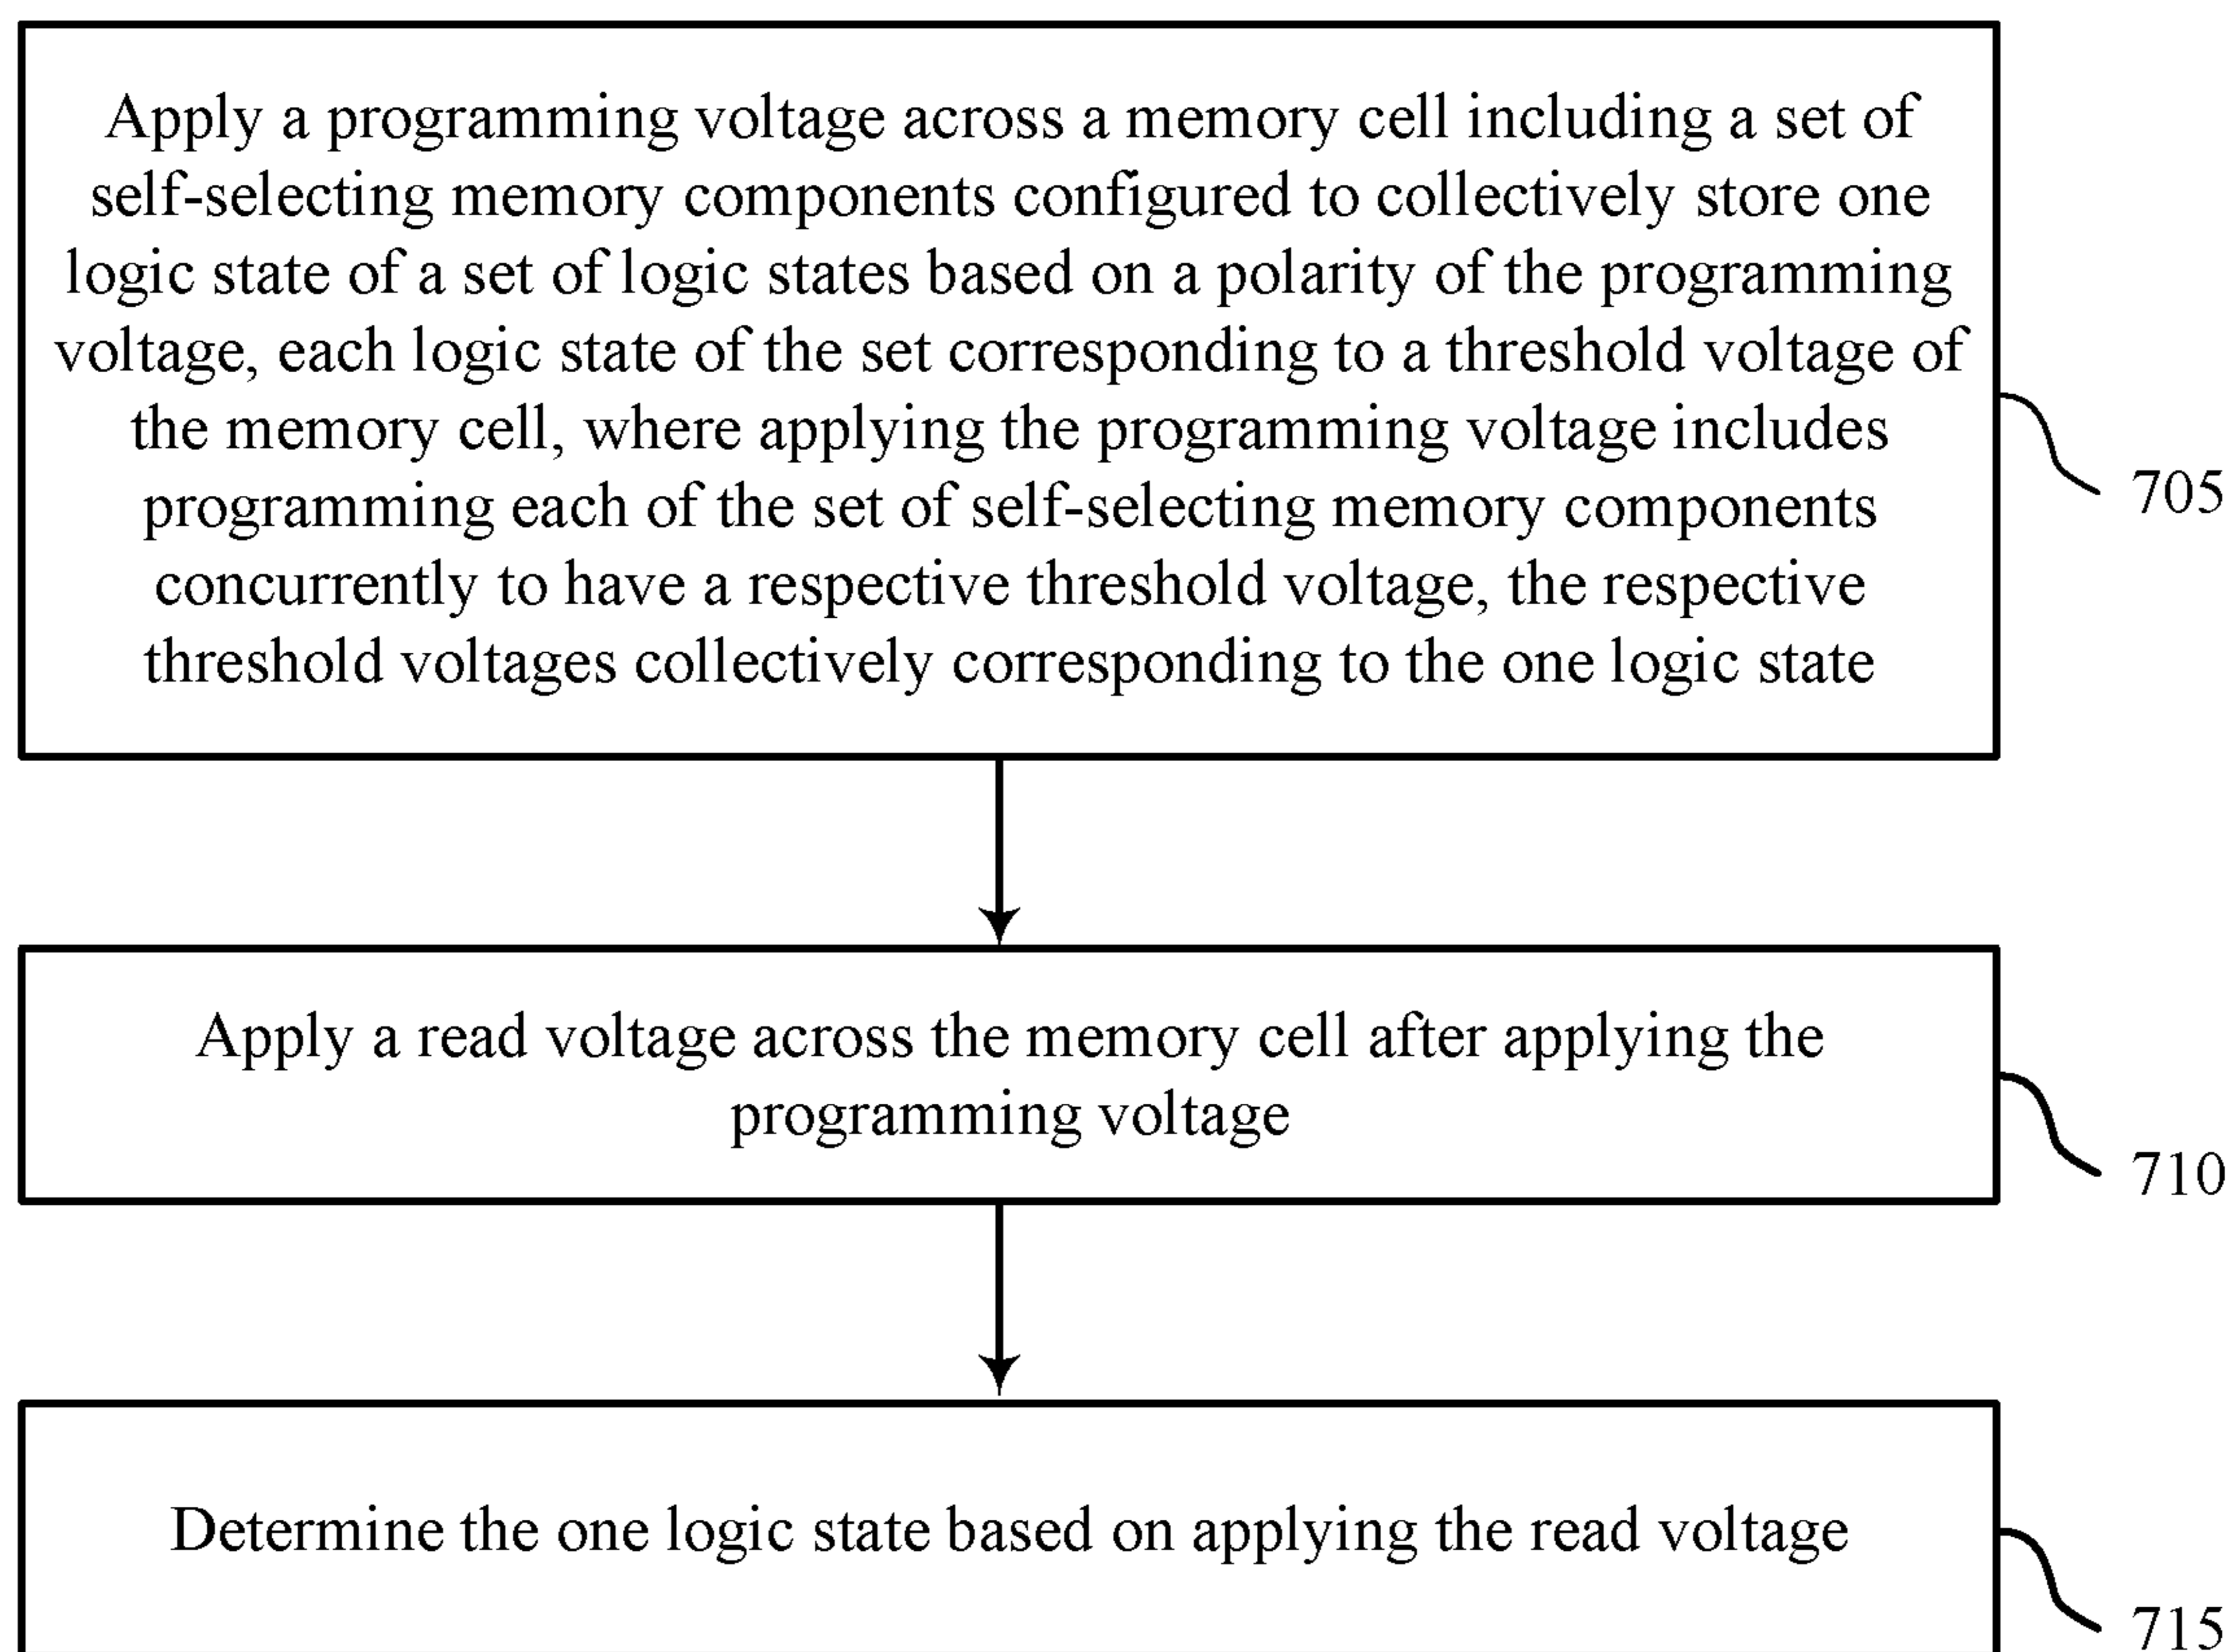 Apply a programming voltage across a memory cell including a set of
self-selecting memory components configured to collectively store one
logic state of a set of logic states based on a polarity of the programming
voltage, each logic state of the set corresponding to a threshold voltage of
the memory cell, where applying the programming voltage includes
programming each of the set of self-selecting memory components
concurrently to have a respective threshold voltage, the respective
threshold voltages collectively corresponding to the one logic state
705
Apply a read voltage across the memory cell after applying the
programming voltage
710
Determine the one logic state based on applying the read voltage
715